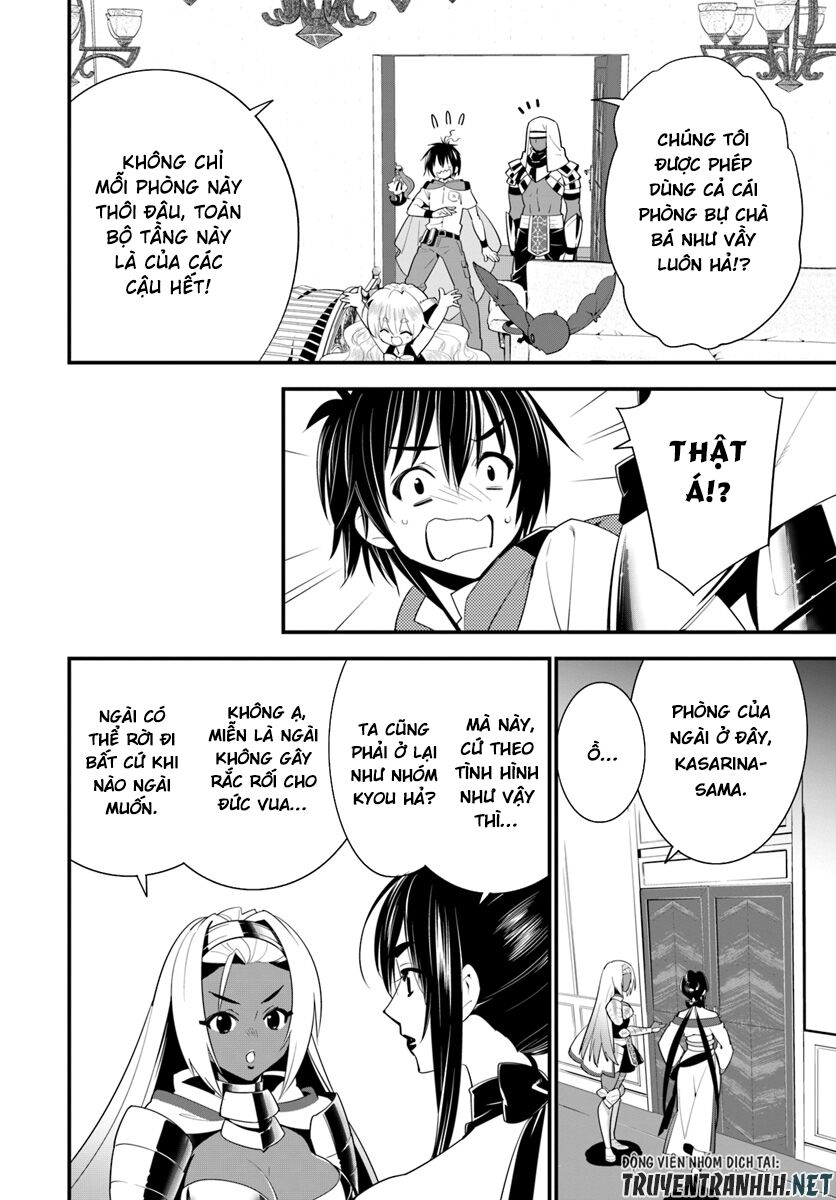 CHÚNG TÔI
ĐƯỢC PHÉP
DÙNG CẢ CÁI
PHÒNG BỰ CHÀ
BÁ NHƯ VẦY
LUÔN HẢ!?
KHÔNG CHỈ
MỖI PHÒNG NÀY
THÔI ĐÂU, TOÀN
BỘ TẦNG NÀY
LÀ CỦA CÁC
CẬU HẾT!
THẬT
Á!?
PHÒNG CỦA
NGÀI Ở ĐÂY,
KASARINA-
SAMA.
Ồ...
MÀ NÀY,
CỨ THEO
TÌNH HÌNH
NHƯ VẬY
THÌ...
TA CŨNG
PHẢI Ở LẠI
NHƯ NHÓM
KYOU HẢ?
KHÔNG Ạ,
MIỄN LÀ NGÀI
KHÔNG GÂY
RẮC RỐI CHO
ĐỨC VUA...
NGÀI CÓ
THỂ RỜI ĐI
BẤT CỨ KHI
NÀO NGÀI
MUỐN.
ĐỘNG VIÊN NHÓM DỊCH TẠI:
TRUYENTRANHLH.NET